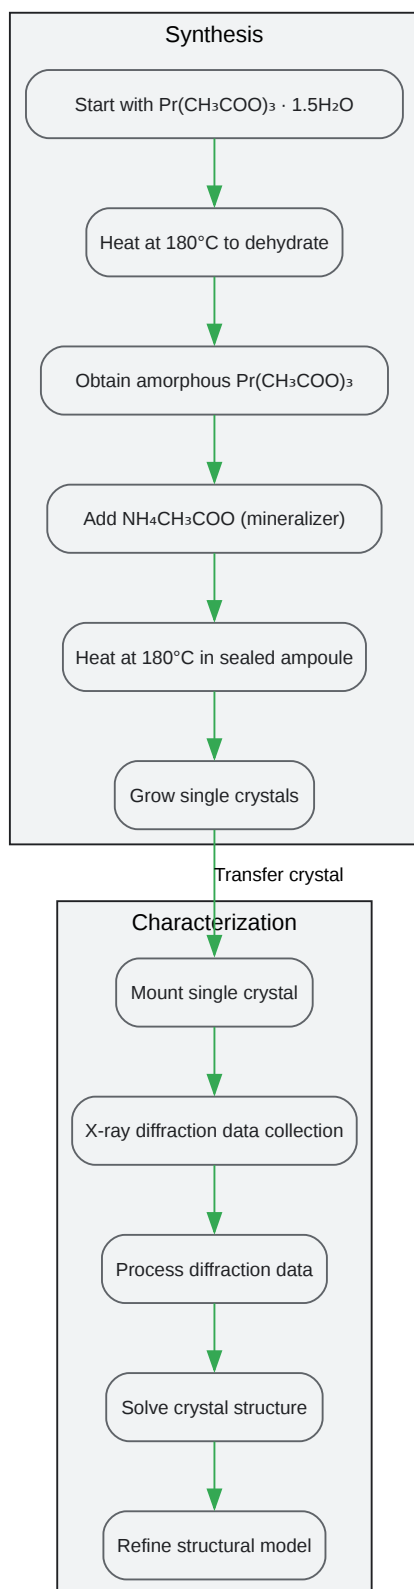 Synthesis
Start with Pr(CH₃COO)₃ · 1.5H₂O
Heat at 180°C to dehydrate
Obtain amorphous Pr(CH₃COO)₃
Add NH₄CH₃COO (mineralizer)
Heat at 180°C in sealed ampoule
Grow single crystals
Transfer crystal
Characterization
Mount single crystal
X-ray diffraction data collection
Process diffraction data
Solve crystal structure
Refine structural model